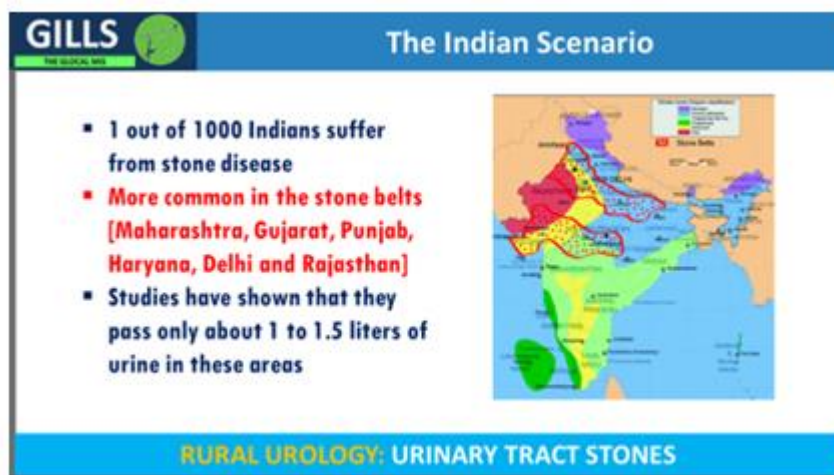 GILLS
THE GLOCAL WIS
The Indian Scenario
▪ 1 out of 1000 Indians suffer
from stone disease
▪ More common in the stone belts
[Maharashtra, Gujarat, Punjab,
Haryana, Delhi and Rajasthan]
▪ Studies have shown that they
pass only about 1 to 1.5 liters of
urine in these areas
Stone Belts
RURAL UROLOGY: URINARY TRACT STONES